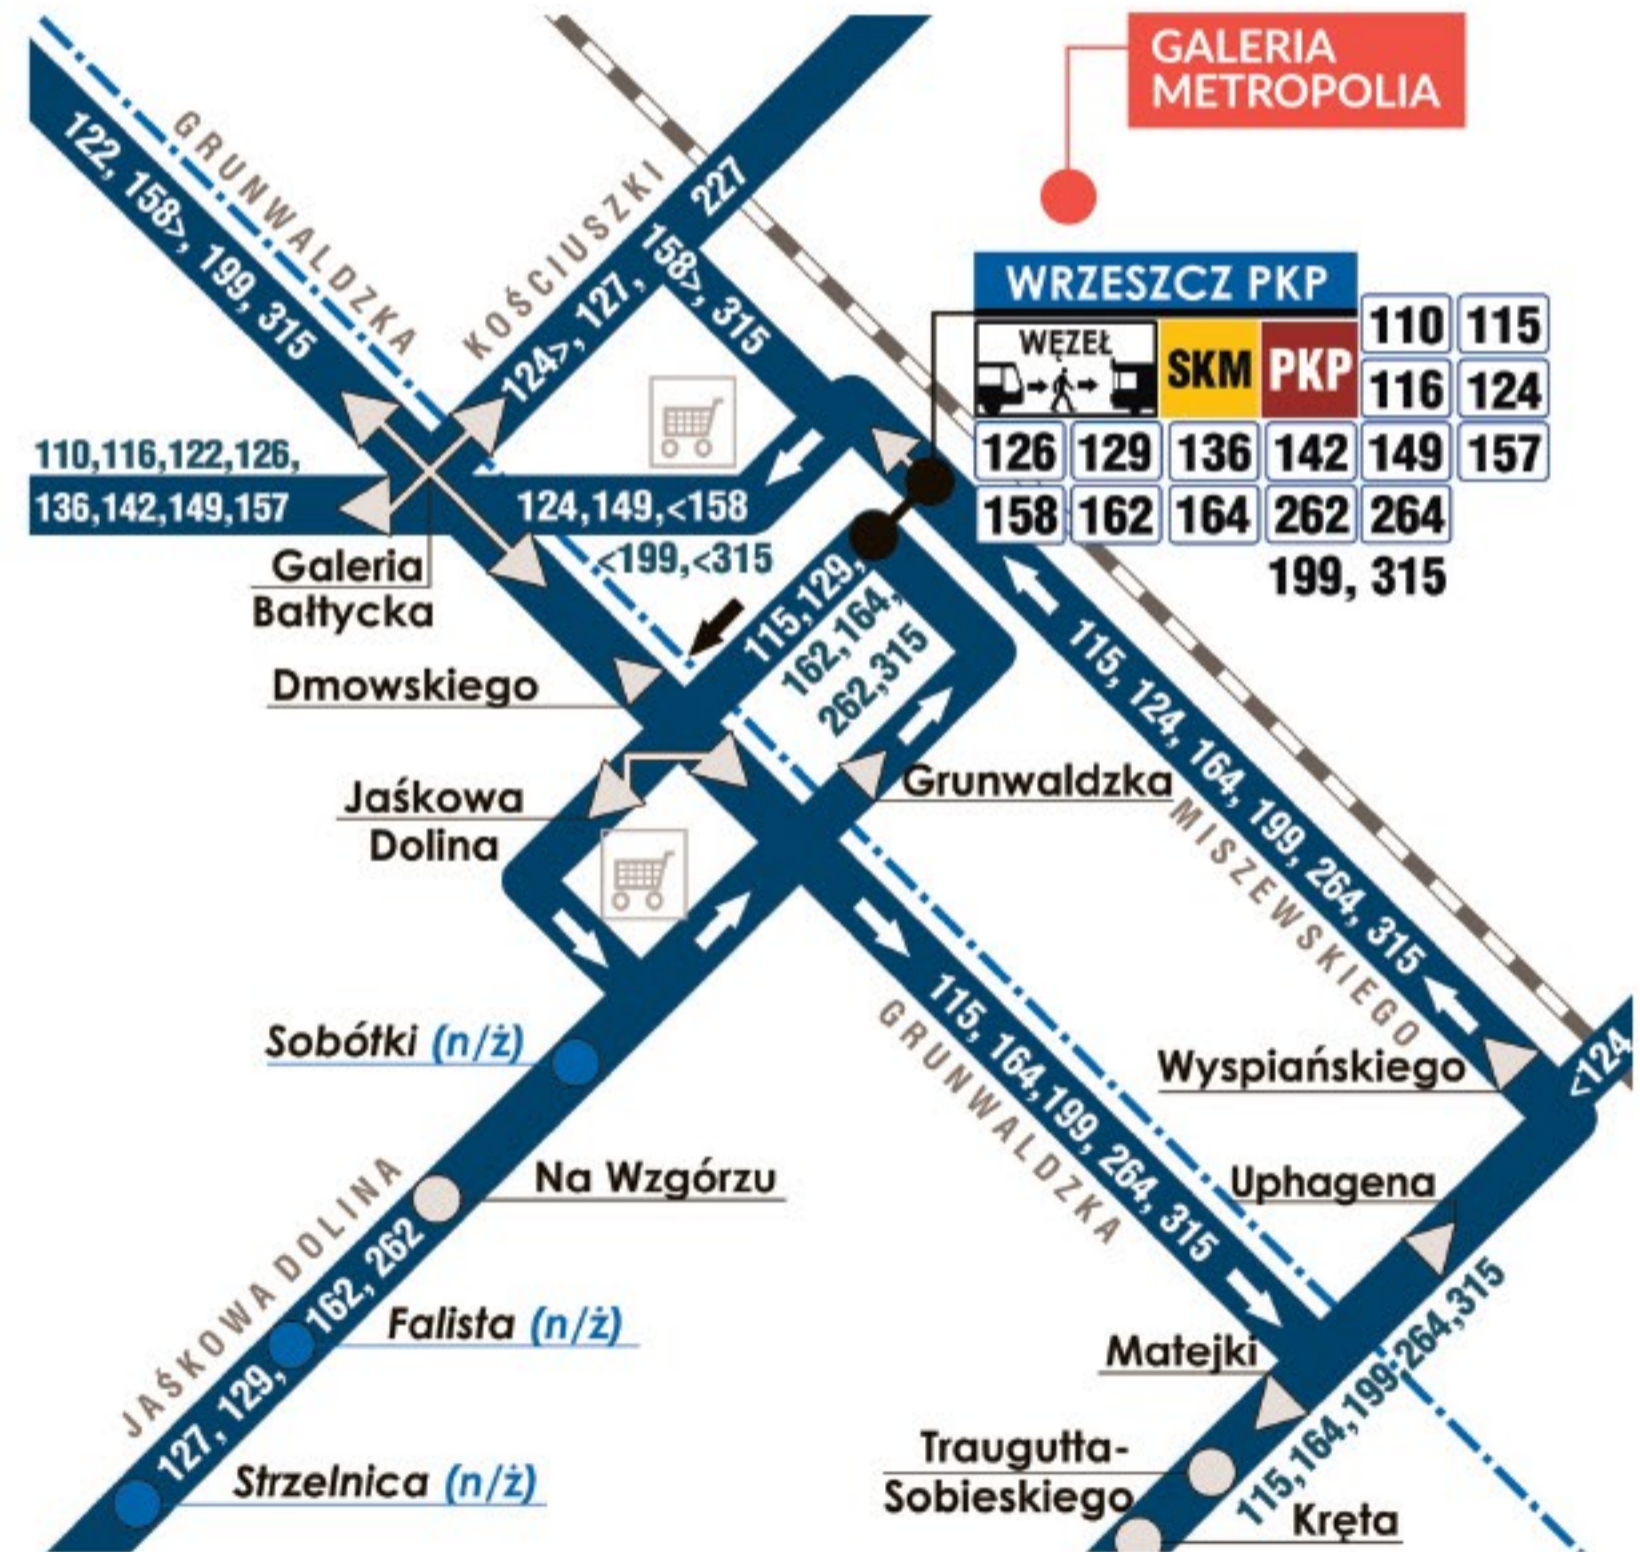 GALERIA
METROPOLIA
GRUNWALDZKA
122, 158>, 199, 315
KOŚCIUSZKI
124>, 127, 227
158>, 315
WRZESZCZ PKP
WĘZEŁ
SKM
PKP
110 115
116 124
126 129 136 142 149 157
158 162 164 262 264
199, 315
110,116,122,126,
136,142,149,157
124,149,<158
<199,<315
Galeria
Bałtycka
115,129,
162,164,
262,315
Dmowskiego
Jaśkowa
Dolina
Grunwaldzka
115, 124, 164, 199, 264, 315
MISZEWSKIEGO
115, 164,199, 264, 315
GRUNWALDZKA
Sobótki (n/ż)
Wyspiańskiego
<124
Na Wzgórzu
Uphagena
JAŚKOWA DOLINA
127, 129, 162, 262
Falista (n/ż)
Matejki
115,164,199,264,315
Strzelnica (n/ż)
Traugutta-
Sobieskiego
Kręta